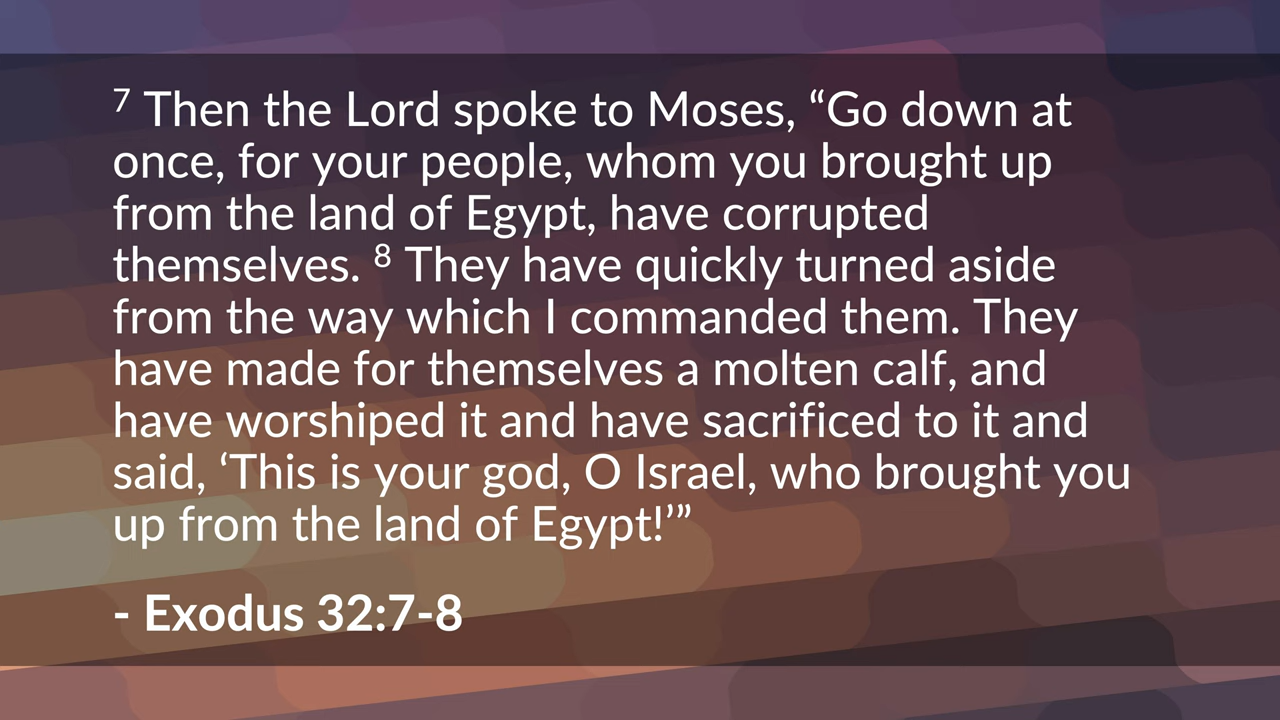 7 Then the Lord spoke to Moses, “Go down at
once, for your people, whom you brought up
from the land of Egypt, have corrupted
themselves. 8 They have quickly turned aside
from the way which I commanded them. They
have made for themselves a molten calf, and
have worshiped it and have sacrificed to it and
said, ‘This is your god, O Israel, who brought you
up from the land of Egypt!’”
- Exodus 32:7-8